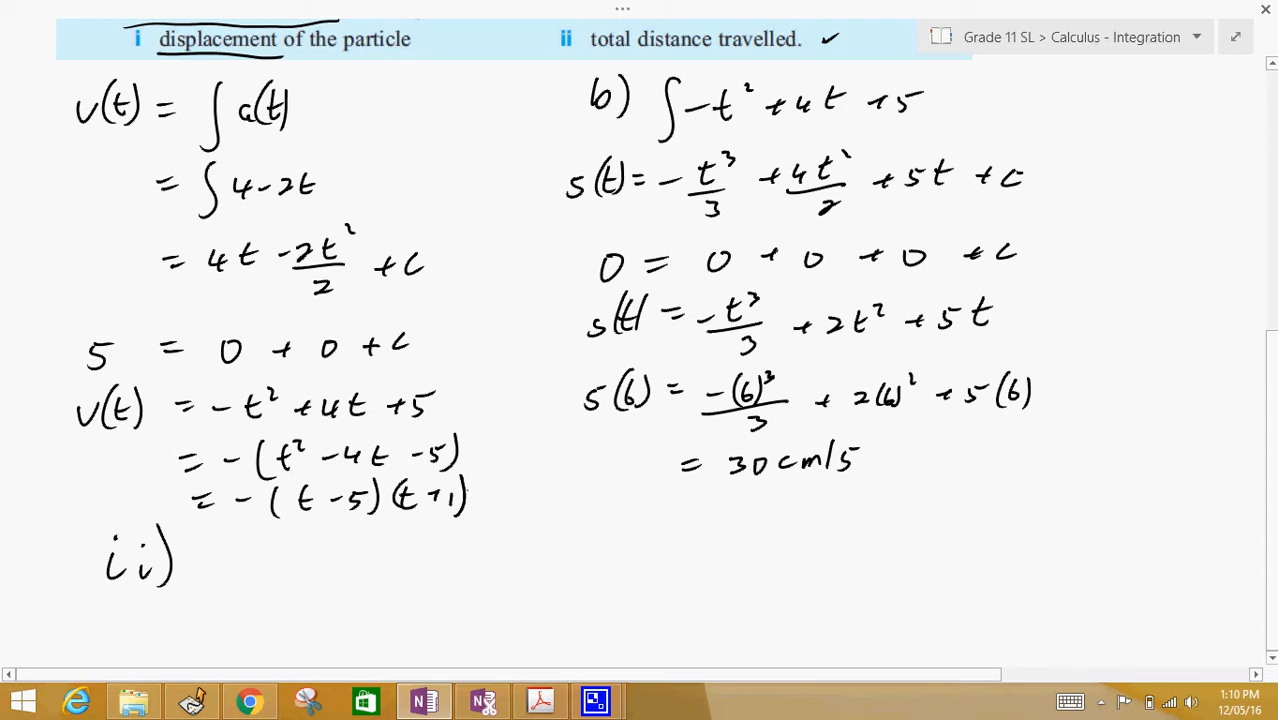 i displacement of the particle
ii total distance travelled. ✓
Grade 11 SL > Calculus - Integration
v(t) = ∫ a(t)
= ∫ 4-2t
= 4t - 2t²/2 + c
5 = 0 + 0 + c
v(t) = -t² + 4t + 5
= -(t² - 4t - 5)
= -(t-5)(t+1)
ii)
b) ∫ -t² + 4t + 5
s(t) = -t³/3 + 4t²/2 + 5t + c
0 = 0 + 0 + 0 + c
s(t) = -t³/3 + 2t² + 5t
s(6) = -(6)³/3 + 2(6)² + 5(6)
= 30 cm/s
1:10 PM
12/05/16